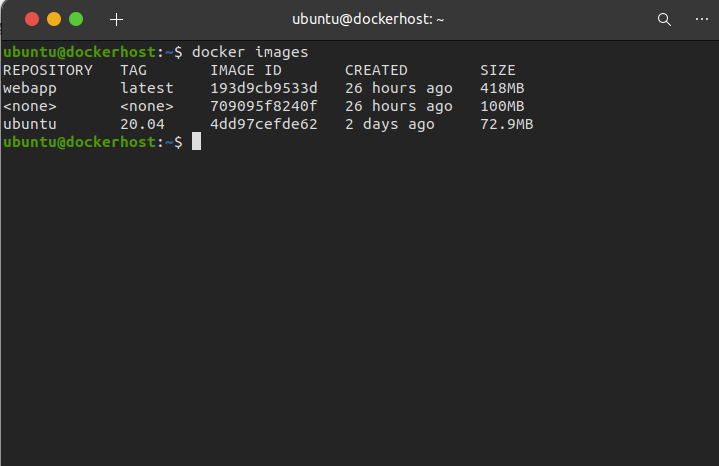 ubuntu@dockerhost: ~
ubuntu@dockerhost:~$ docker images
REPOSITORY   TAG       IMAGE ID       CREATED        SIZE
webapp       latest    193d9cb9533d   26 hours ago   418MB
<none>       <none>    709095f8240f   26 hours ago   100MB
ubuntu       20.04     4dd97cefde62   2 days ago     72.9MB
ubuntu@dockerhost:~$